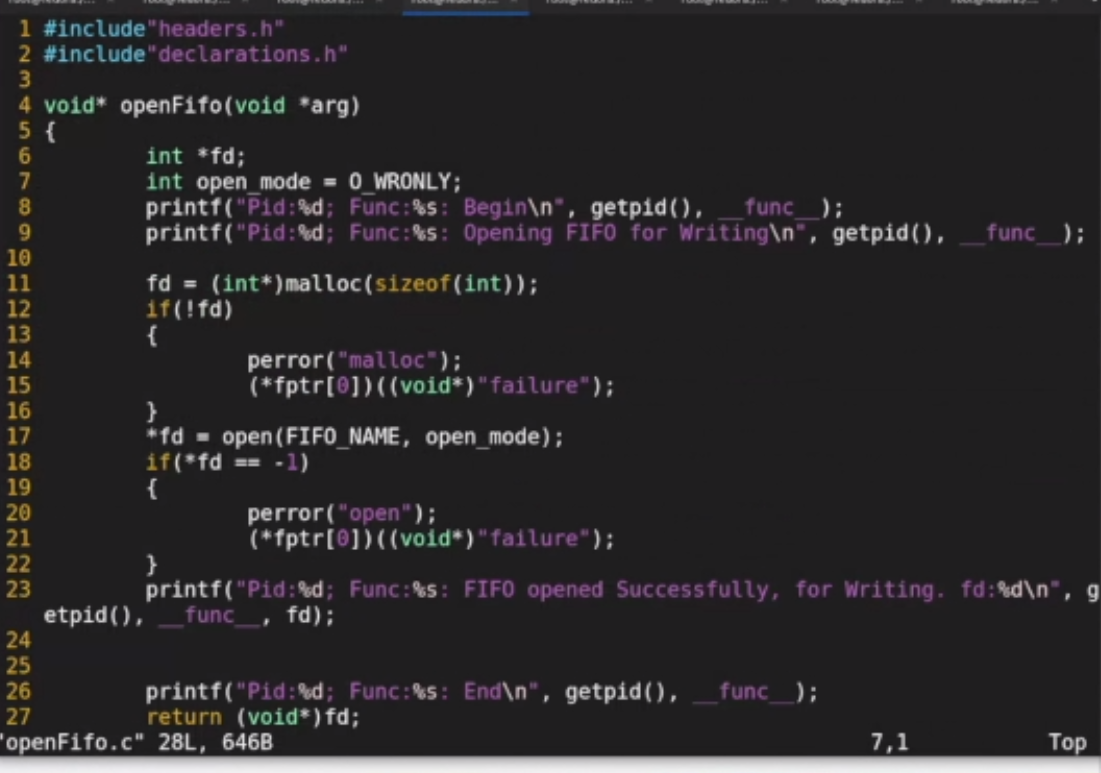 1 #include"headers.h"
2 #include"declarations.h"
3
4 void* openFifo(void *arg)
5 {
6 int *fd;
7 int open_mode = O_WRONLY;
8 printf("Pid:%d; Func:%s: Begin\n", getpid(), __func__);
9 printf("Pid:%d; Func:%s: Opening FIFO for Writing\n", getpid(), __func__);
10
11 fd = (int*)malloc(sizeof(int));
12 if(!fd)
13 {
14 perror("malloc");
15 (*fptr[0])((void*)"failure");
16 }
17 *fd = open(FIFO_NAME, open_mode);
18 if(*fd == -1)
19 {
20 perror("open");
21 (*fptr[0])((void*)"failure");
22 }
23 printf("Pid:%d; Func:%s: FIFO opened Successfully, for Writing. fd:%d\n", g
etpid(), __func__, fd);
24
25
26 printf("Pid:%d; Func:%s: End\n", getpid(), __func__);
27 return (void*)fd;
"openFifo.c" 28L, 646B 7,1 Top